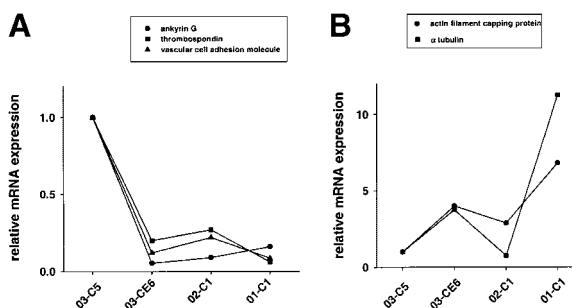 A
ankyrin G
thrombospondin
vascular cell adhesion molecule
relative mRNA expression
1.0
0.5
0.0
03-C5
03-CE6
02-C1
01-C1
B
actin filament capping protein
α tubulin
relative mRNA expression
10
5
0
03-C5
03-CE6
02-C1
01-C1